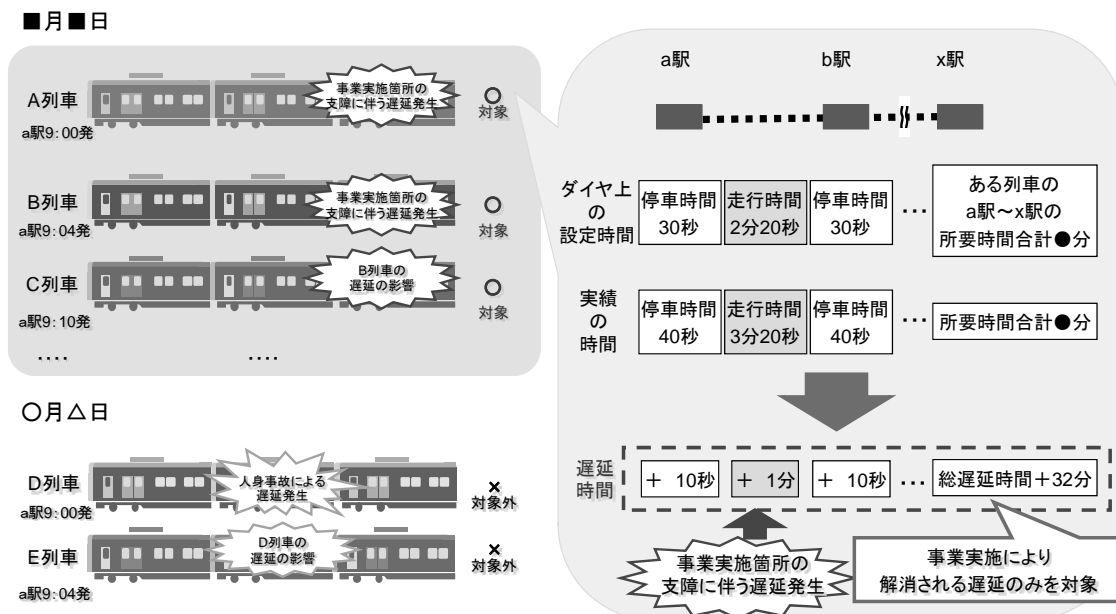 ■月■日
A列車
a駅9：00発
事業実施箇所の
支障に伴う遅延発生
○
対象
B列車
a駅9：04発
事業実施箇所の
支障に伴う遅延発生
○
対象
C列車
a駅9：10発
B列車の
遅延の影響
○
対象
‥‥
‥‥
○月△日
D列車
a駅9：00発
人身事故による
遅延発生
×
対象外
E列車
a駅9：04発
D列車の
遅延の影響
×
対象外
a駅
b駅
x駅
ダイヤ上
の
設定時間
停車時間
30秒
走行時間
2分20秒
停車時間
30秒
…
ある列車の
a駅～x駅の
所要時間合計●分
実績
の
時間
停車時間
40秒
走行時間
3分20秒
停車時間
40秒
…
所要時間合計●分
遅延
時間
＋ 10秒
＋ 1分
＋ 10秒
…
総遅延時間＋32分
事業実施箇所の
支障に伴う遅延発生
事業実施により
解消される遅延のみを対象